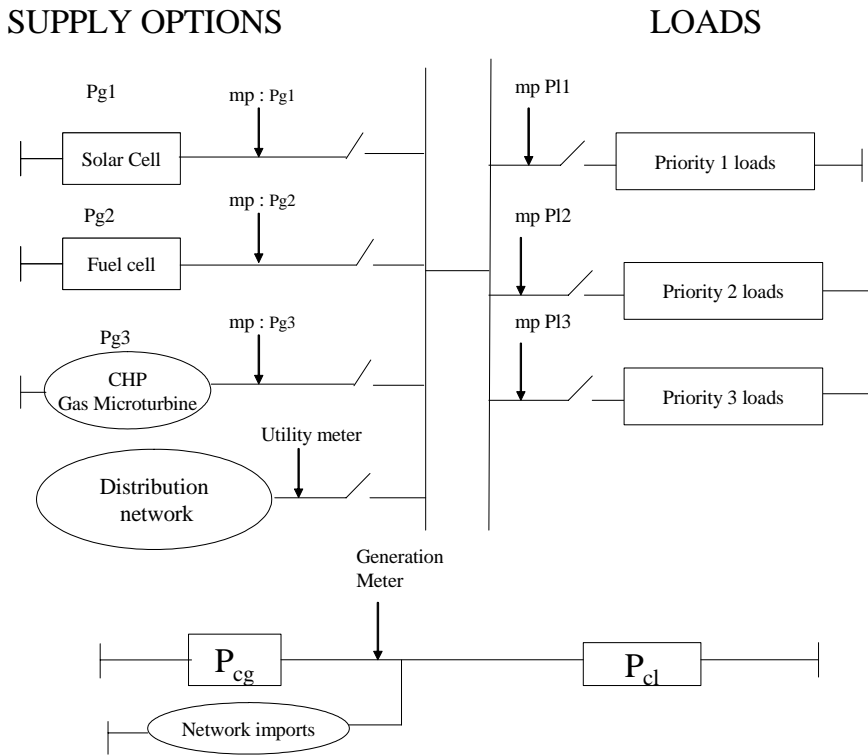 SUPPLY OPTIONS
LOADS
Pg1
mp : Pg1
mp Pl1
Solar Cell
Priority 1 loads
Pg2
mp : Pg2
mp Pl2
Fuel cell
Priority 2 loads
Pg3
mp : Pg3
mp Pl3
CHP
Gas Microturbine
Priority 3 loads
Utility meter
Distribution
network
Generation
Meter
Pcg
Pcl
Network imports